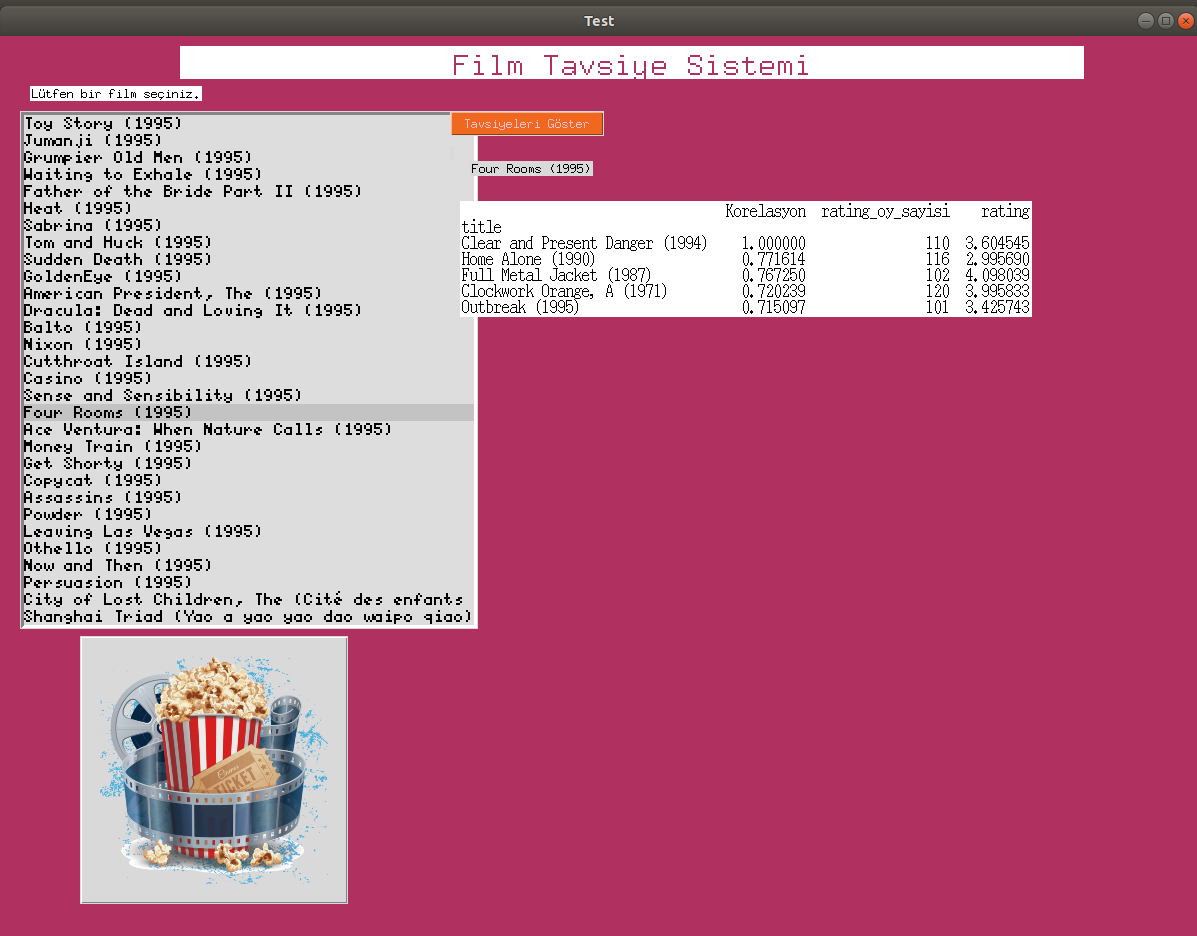 Test
Film Tavsiye Sistemi
Lütfen bir film seçiniz.
Toy Story (1995)
Jumanji (1995)
Grumpier Old Men (1995)
Waiting to Exhale (1995)
Father of the Bride Part II (1995)
Heat (1995)
Sabrina (1995)
Tom and Huck (1995)
Sudden Death (1995)
GoldenEye (1995)
American President, The (1995)
Dracula: Dead and Loving It (1995)
Balto (1995)
Nixon (1995)
Cutthroat Island (1995)
Casino (1995)
Sense and Sensibility (1995)
Four Rooms (1995)
Ace Ventura: When Nature Calls (1995)
Money Train (1995)
Get Shorty (1995)
Copycat (1995)
Assassins (1995)
Powder (1995)
Leaving Las Vegas (1995)
Othello (1995)
Now and Then (1995)
Persuasion (1995)
City of Lost Children, The (Cité des enfants
Shanghai Triad (Yao a yao yao dao waipo qiao)
Tavsiyeleri Göster
Four Rooms (1995)
Korelasyon rating_oy_sayisi rating
title
Clear and Present Danger (1994) 1.000000 110 3.604545
Home Alone (1990) 0.771614 116 2.995690
Full Metal Jacket (1987) 0.767250 102 4.098039
Clockwork Orange, A (1971) 0.720239 120 3.995833
Outbreak (1995) 0.715097 101 3.425743
TICKET